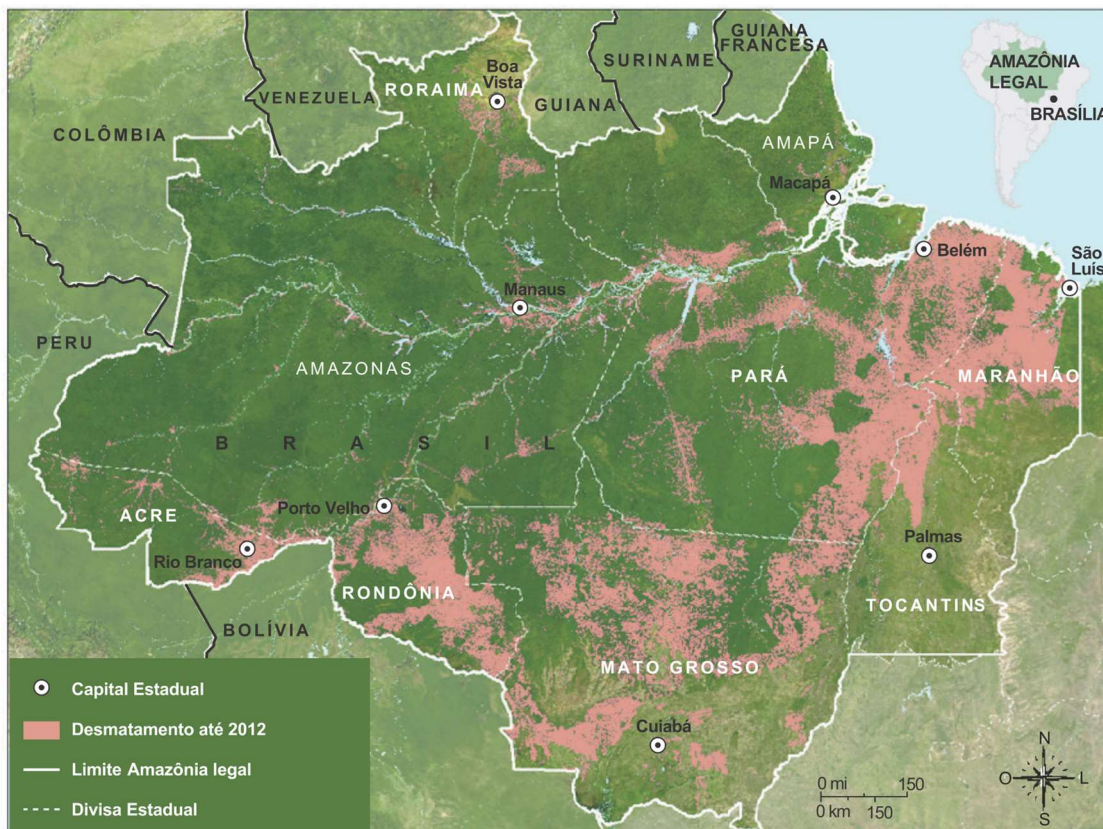 GUIANA
FRANCESA
SURINAME
Boa
Vista
RORAIMA
GUIANA
VENEZUELA
COLÔMBIA
AMAZÔNIA
LEGAL
BRASÍLIA
AMAPÁ
Macapá
Belém
São
Luís
Manaus
PERU
AMAZONAS
PARÁ
MARANHÃO
BRASIL
Porto Velho
ACRE
Rio Branco
Palmas
RONDÔNIA
TOCANTINS
BOLÍVIA
MATO GROSSO
Cuiabá
Capital Estadual
Desmatamento até 2012
Limite Amazônia legal
Divisa Estadual
0 mi 150
0 km 150
N
O L
S